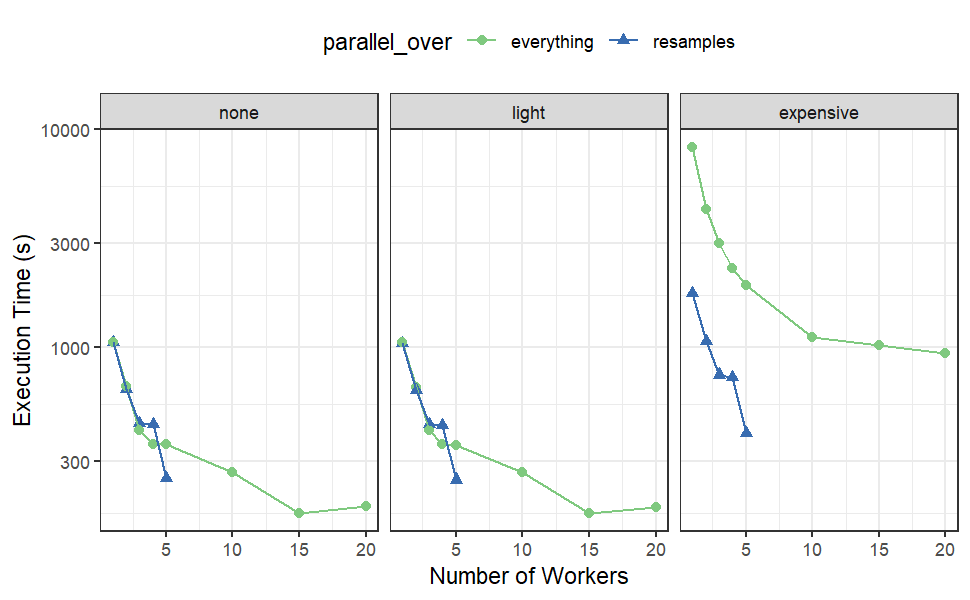 parallel_over everything resamples
none light expensive
10000
3000
1000
300
Execution Time (s)
5 10 15 20 5 10 15 20 5 10 15 20
Number of Workers